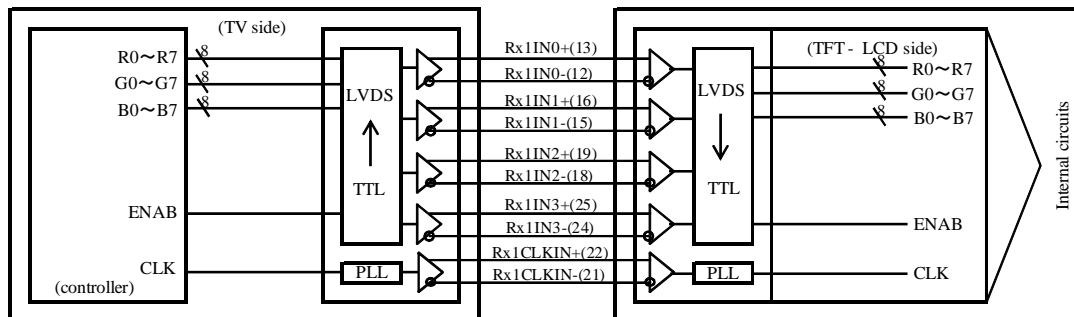 (TV side)
R0~R7
8
G0~G7
8
B0~B7
8
ENAB
CLK
(controller)
LVDS
TTL
PLL
Rx1IN0+(13)
Rx1IN0-(12)
Rx1IN1+(16)
Rx1IN1-(15)
Rx1IN2+(19)
Rx1IN2-(18)
Rx1IN3+(25)
Rx1IN3-(24)
Rx1CLKIN+(22)
Rx1CLKIN-(21)
LVDS
TTL
PLL
(TFT- LCD side)
8
R0~R7
8
G0~G7
8
B0~B7
ENAB
CLK
Internal circuits